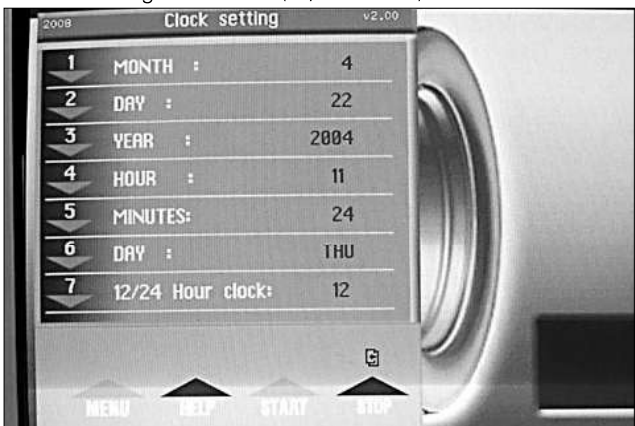 2008 Clock setting v2.00
1 MONTH : 4
2 DAY : 22
3 YEAR : 2004
4 HOUR : 11
5 MINUTES: 24
6 DAY : THU
7 12/24 Hour clock: 12
MENU HELP START STOP